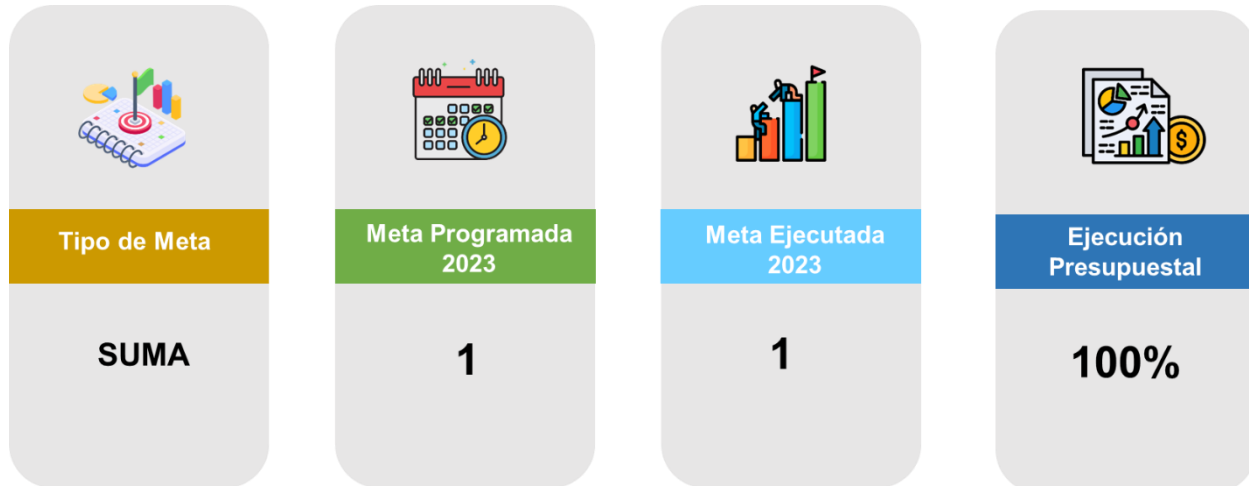 Tipo de Meta
SUMA
Meta Programada
2023
1
Meta Ejecutada
2023
1
Ejecución
Presupuestal
100%